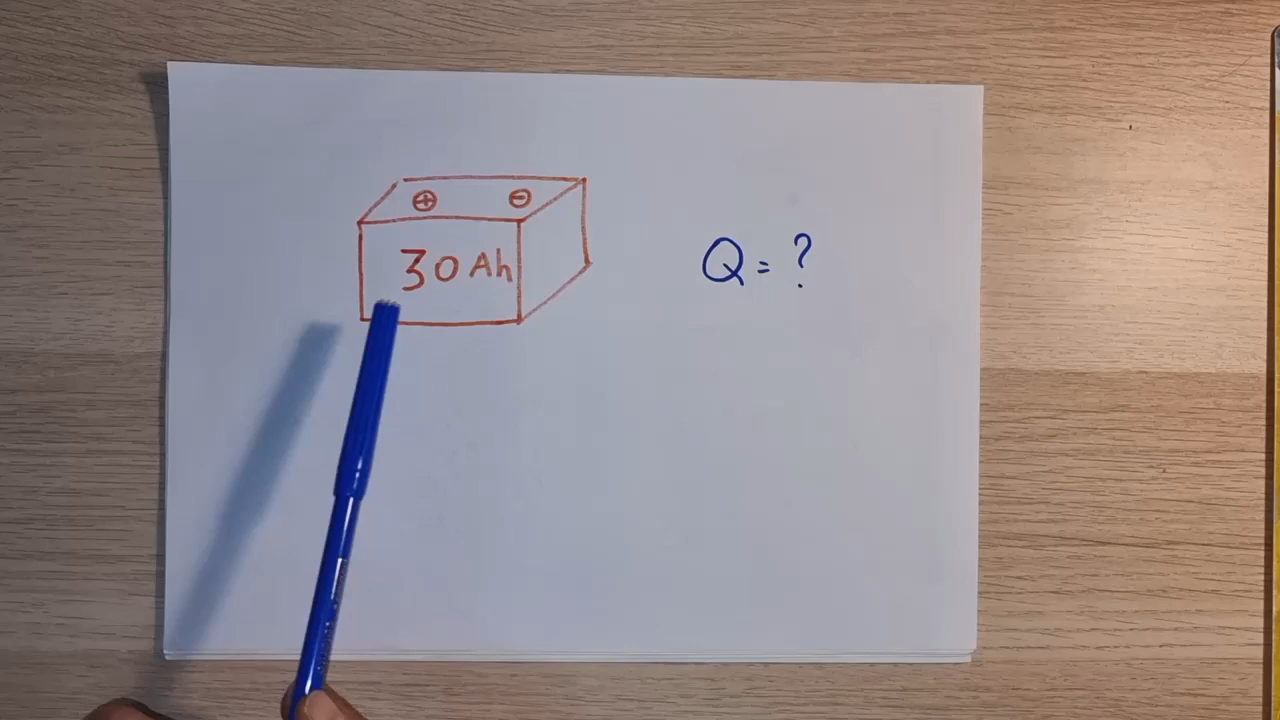 ⊕ ⊖
30 Ah
Q = ?